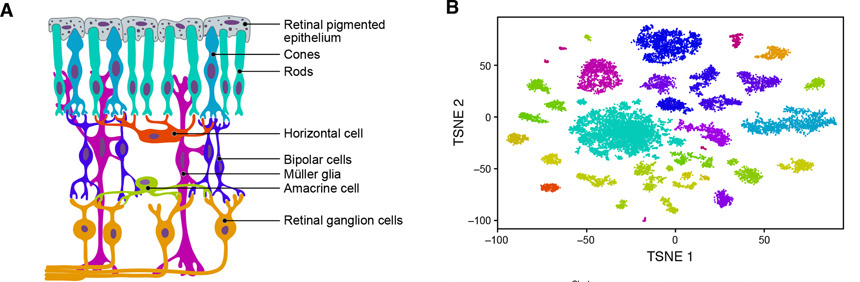 A
Retinal pigmented
epithelium
Cones
Rods
Horizontal cell
Bipolar cells
Müller glia
Amacrine cell
Retinal ganglion cells
B
TSNE 2
50
0
−50
−100
−100
−50
0
50
TSNE 1